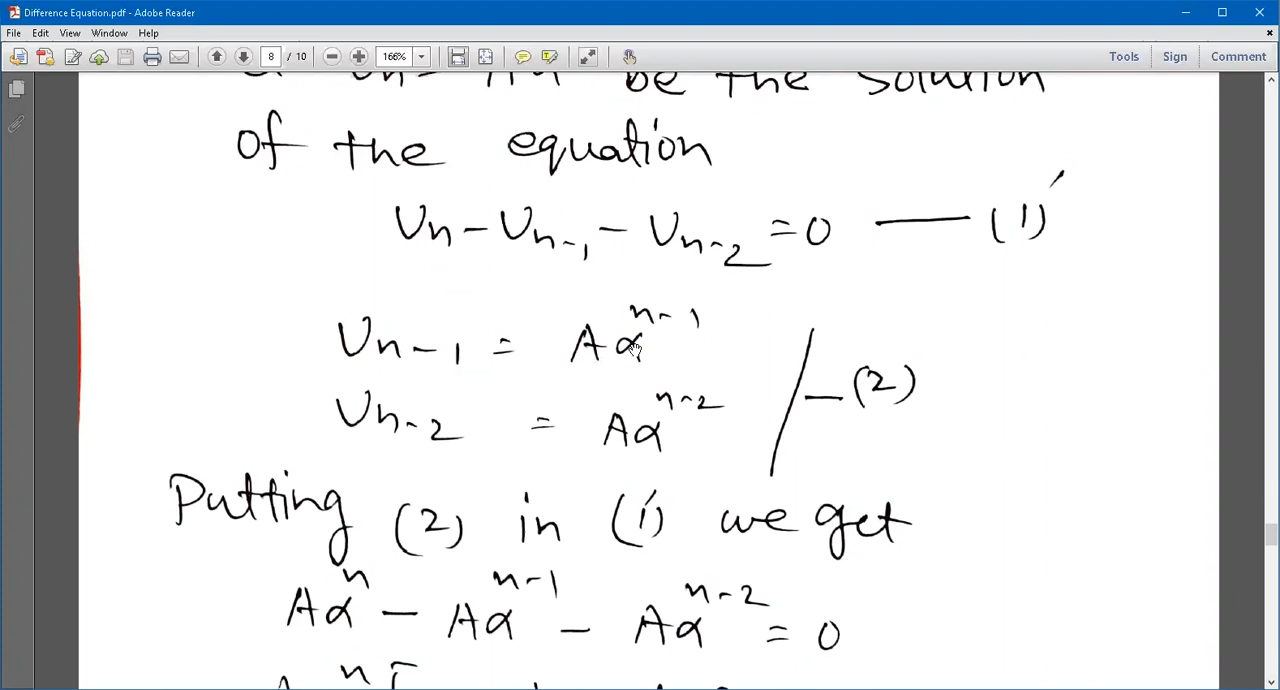 Difference Equation.pdf - Adobe Reader
File Edit View Window Help
8 / 10 166% Tools Sign Comment
be the solution
of the equation
Un - Un-1 - Un-2 = 0 — (1)'
Un-1 = Aα^n-1
Un-2 = Aα^n-2 — (2)
Putting (2) in (1)' we get
Aα^n - Aα^n-1 - Aα^n-2 = 0